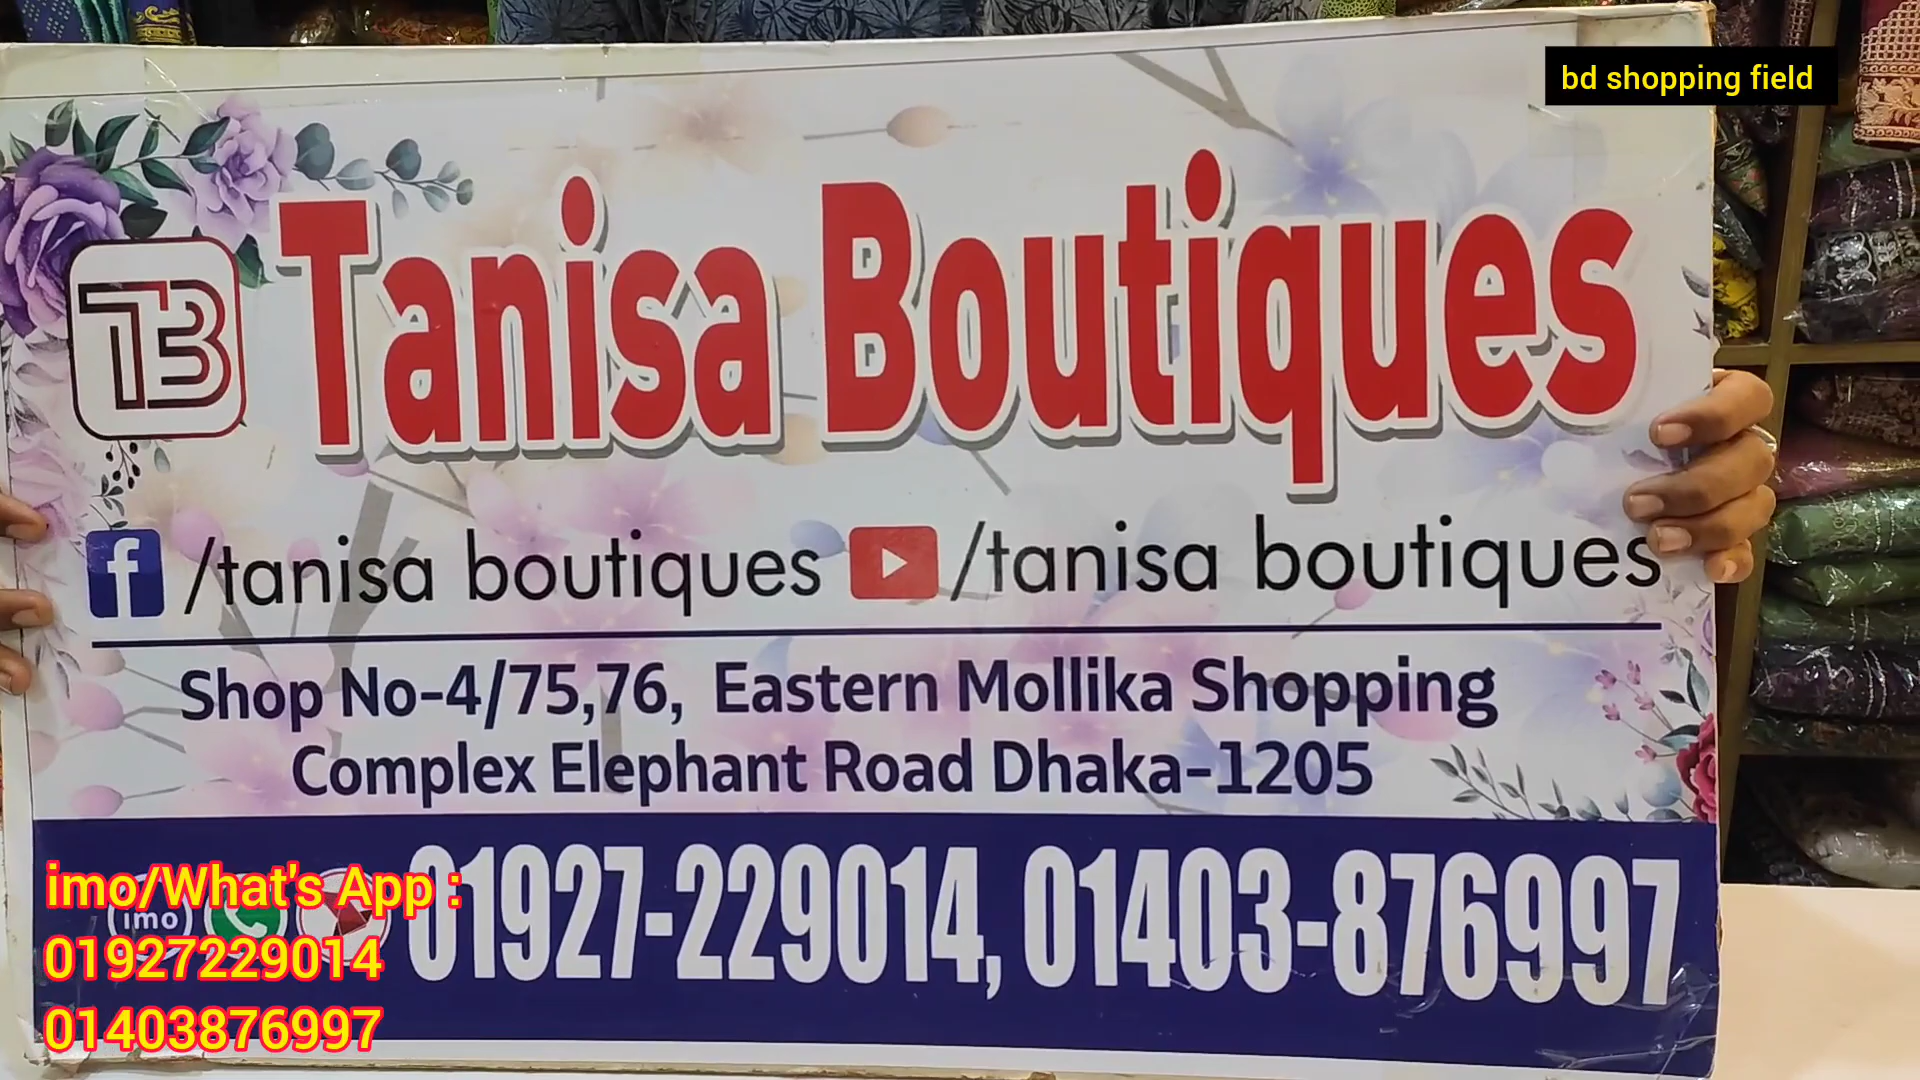 bd shopping field
TB
Tanisa Boutiques
f /tanisa boutiques /tanisa boutiques
Shop No-4/75,76, Eastern Mollika Shopping
Complex Elephant Road Dhaka-1205
imo 01927-229014, 01403-876997
imo/What's App :
01927229014
01403876997